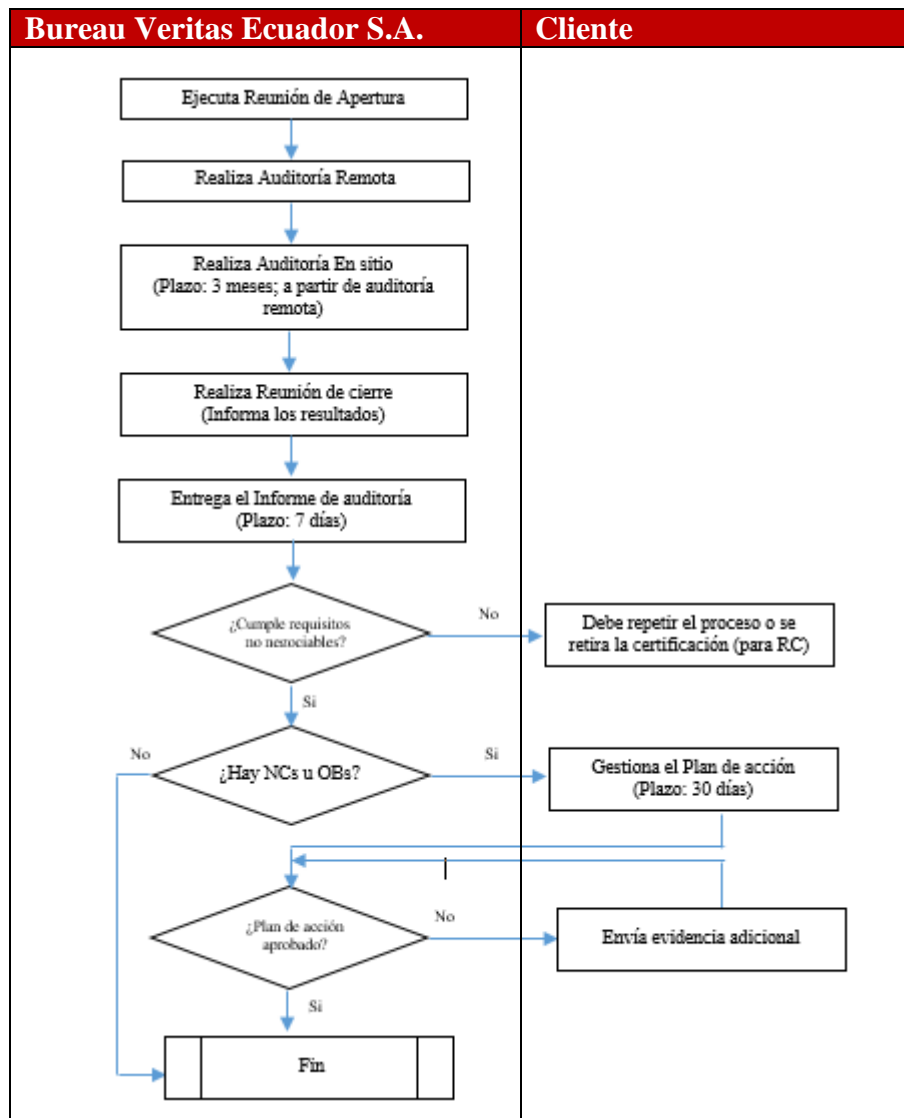 Bureau Veritas Ecuador S.A.
Cliente
Ejecuta Reunión de Apertura
Realiza Auditoría Remota
Realiza Auditoría En sitio
(Plazo: 3 meses; a partir de auditoría
remota)
Realiza Reunión de cierre
(Informa los resultados)
Entrega el Informe de auditoría
(Plazo: 7 días)
¿Cumple requisitos
no negociables?
No
Debe repetir el proceso o se
retira la certificación (para RC)
Si
No
¿Hay NCs u OBs?
Si
Gestiona el Plan de acción
(Plazo: 30 días)
¿Plan de acción
aprobado?
No
Envía evidencia adicional
Si
Fin